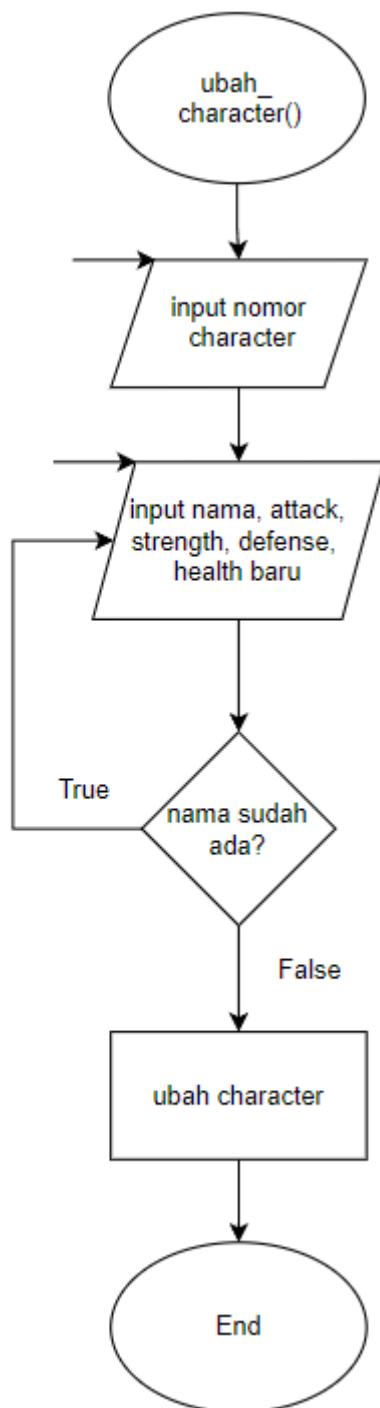 ubah_
character()
input nomor
character
input nama, attack,
strength, defense,
health baru
True
nama sudah
ada?
False
ubah character
End